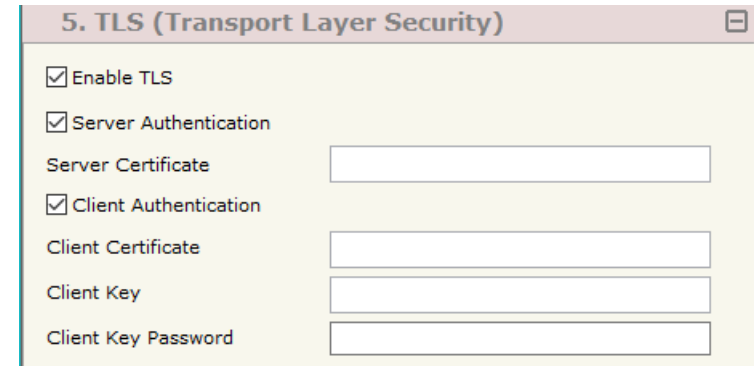 5. TLS (Transport Layer Security)
Enable TLS
Server Authentication
Server Certificate
Client Authentication
Client Certificate
Client Key
Client Key Password